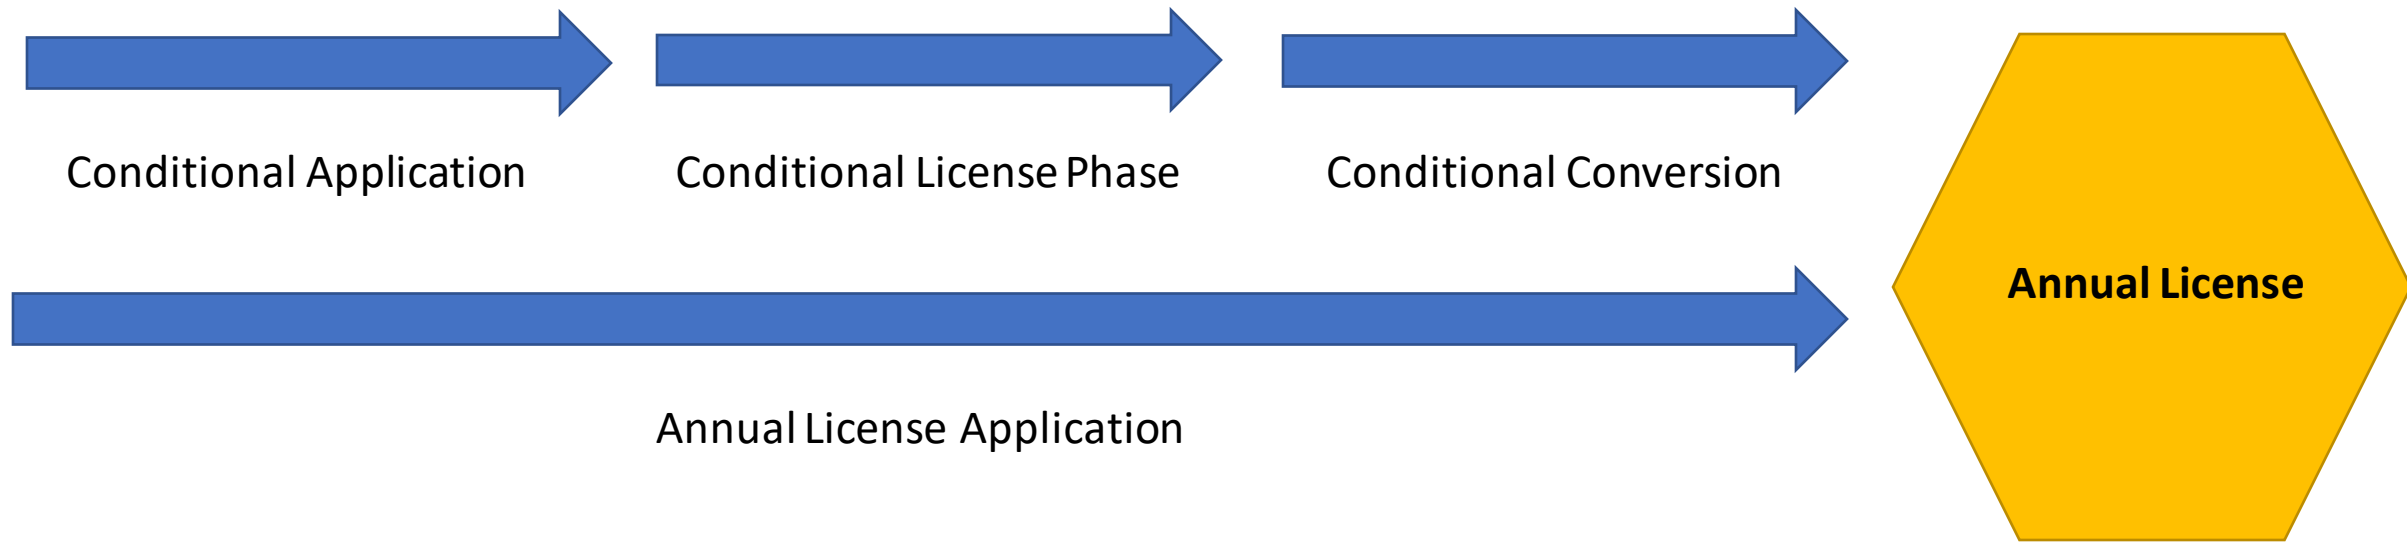 Conditional Application
Conditional License Phase
Conditional Conversion
Annual License
Annual License Application